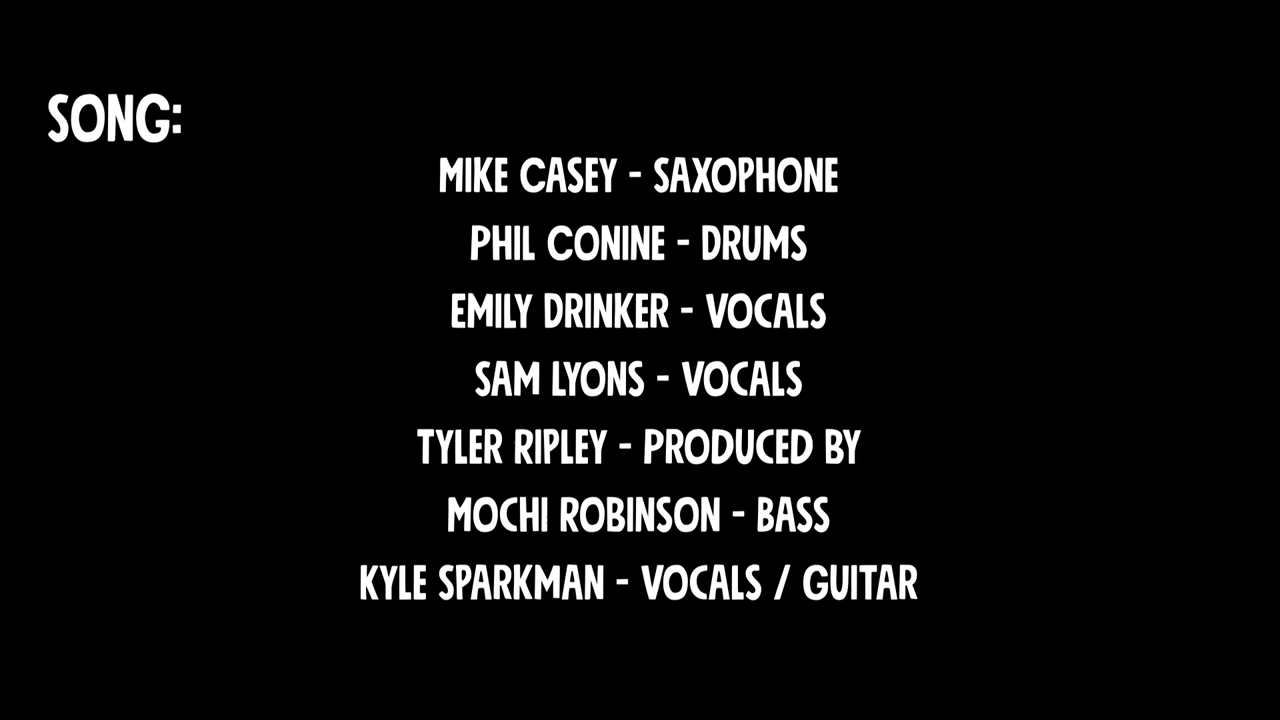 SONG:
MIKE CASEY - SAXOPHONE
PHIL CONINE - DRUMS
EMILY DRINKER - VOCALS
SAM LYONS - VOCALS
TYLER RIPLEY - PRODUCED BY
MOCHI ROBINSON - BASS
KYLE SPARKMAN - VOCALS / GUITAR